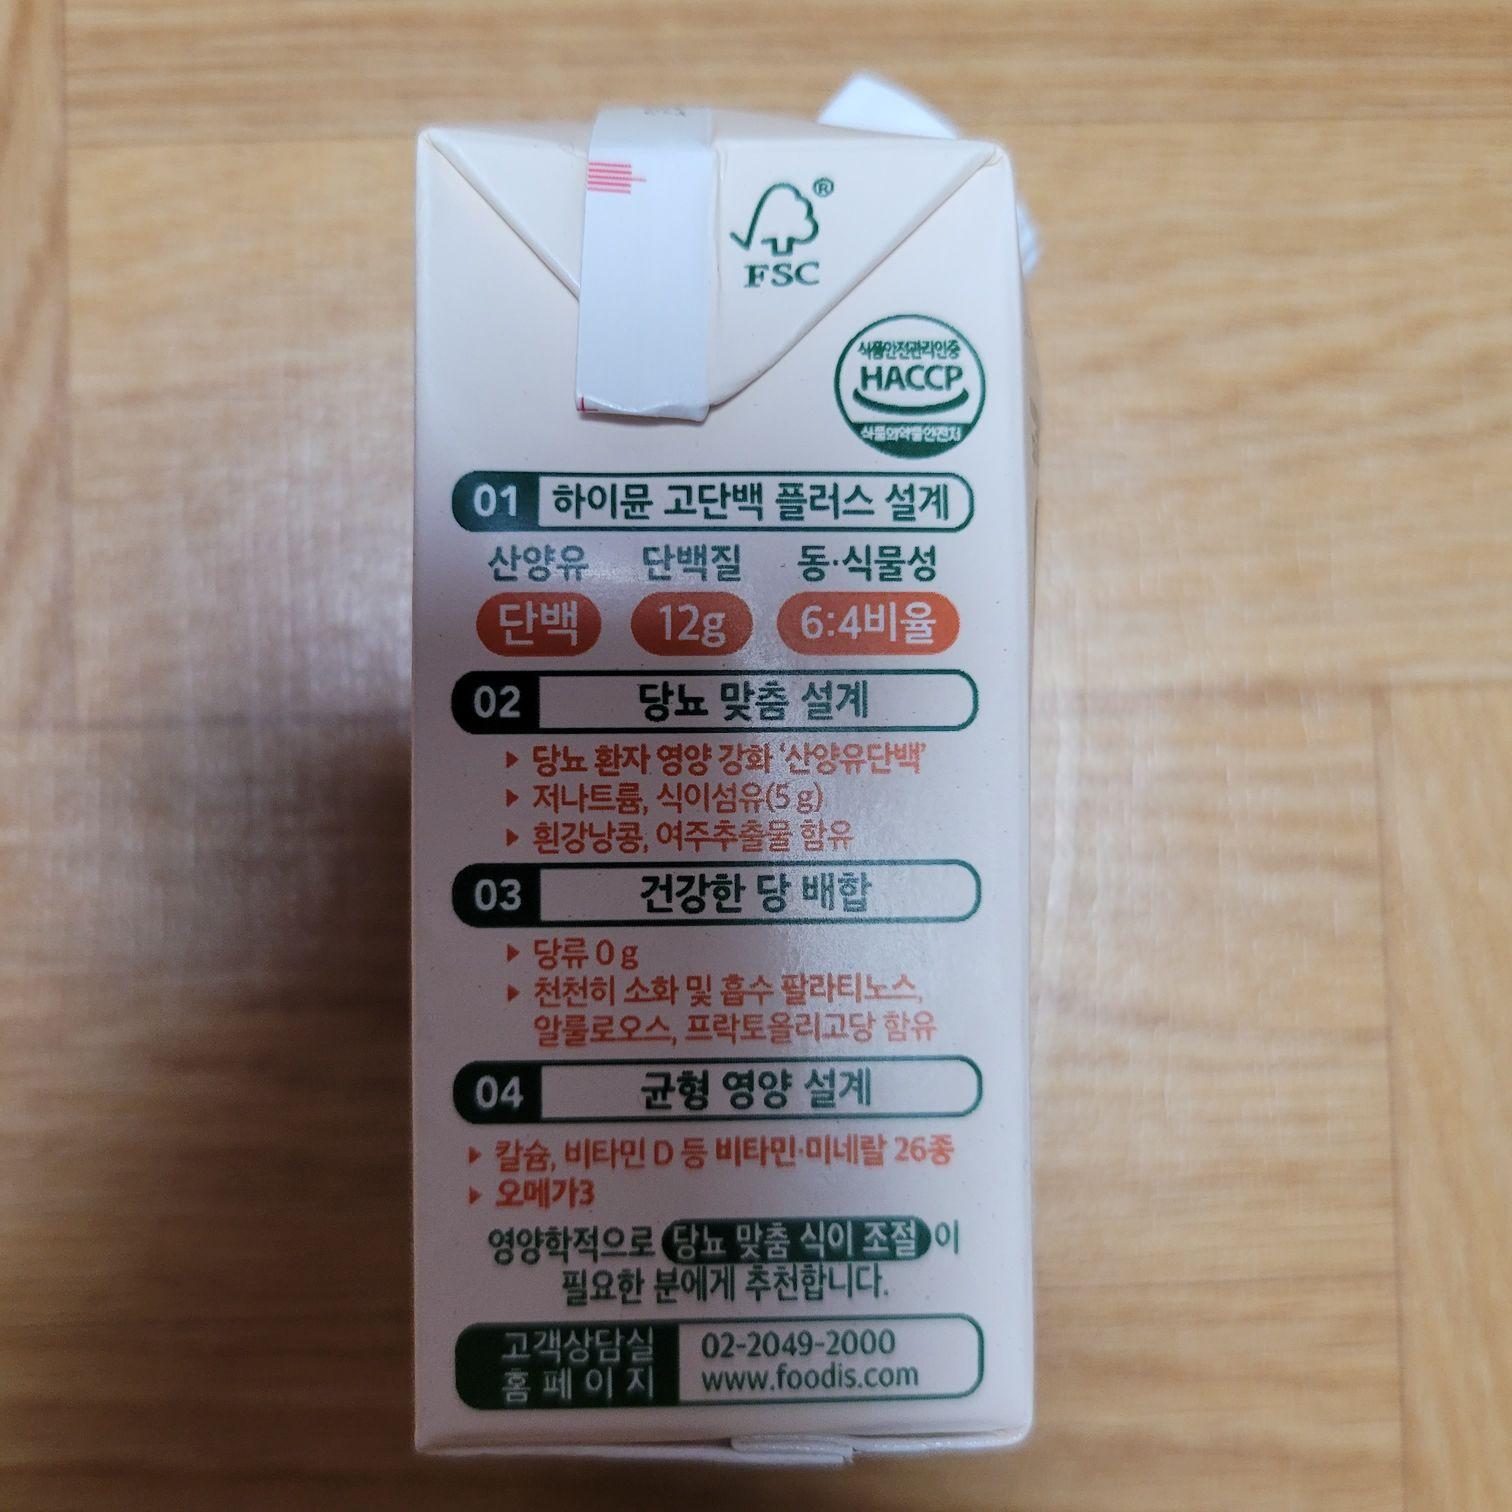 FSC®
식품안전관리인증
HACCP
식품의약품안전처
01 하이뮨 고단백 플러스 설계
산양유 단백질 동·식물성
단백 12g 6:4비율
02 당뇨 맞춤 설계
▶ 당뇨 환자 영양 강화 '산양유단백'
▶ 저나트륨, 식이섬유(5 g)
▶ 흰강낭콩, 여주추출물 함유
03 건강한 당 배합
▶ 당류 0 g
▶ 천천히 소화 및 흡수 팔라티노스,
알룰로오스, 프락토올리고당 함유
04 균형 영양 설계
▶ 칼슘, 비타민 D 등 비타민·미네랄 26종
▶ 오메가3
영양학적으로 당뇨 맞춤 식이 조절이
필요한 분에게 추천합니다.
고객상담실 02-2049-2000
홈페이지 www.foodis.com